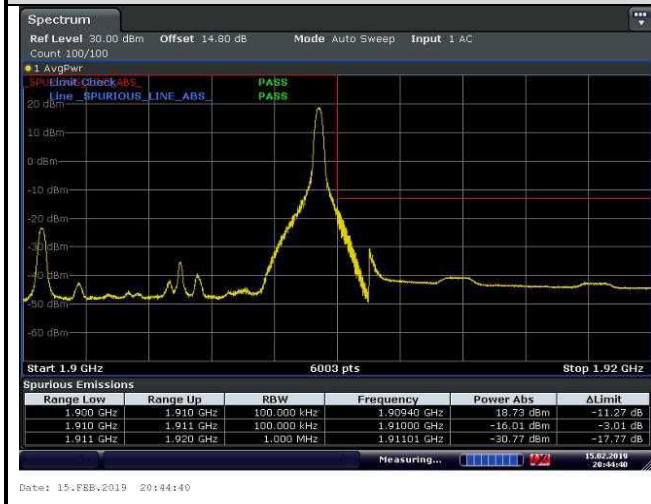 Spectrum
Ref Level 30.00 dBm Offset 14.80 dB Mode Auto Sweep Input 1 AC
Count 100/100
1 AvgPwr
Limit Check PASS
Line _SPURIOUS_LINE_ABS_ PASS
20 dBm
10 dBm
0 dBm
-10 dBm
-20 dBm
-30 dBm
-40 dBm
-50 dBm
-60 dBm
Start 1.9 GHz 6003 pts Stop 1.92 GHz
Spurious Emissions
Range Low Range Up RBW Frequency Power Abs ΔLimit
1.900 GHz 1.910 GHz 100.000 kHz 1.90940 GHz 18.73 dBm -11.27 dB
1.910 GHz 1.911 GHz 100.000 kHz 1.91000 GHz -16.01 dBm -3.01 dB
1.911 GHz 1.920 GHz 1.000 MHz 1.91101 GHz -30.77 dBm -17.77 dB
Measuring... 15.02.2019
20:44:40
Date: 15.FEB.2019 20:44:40